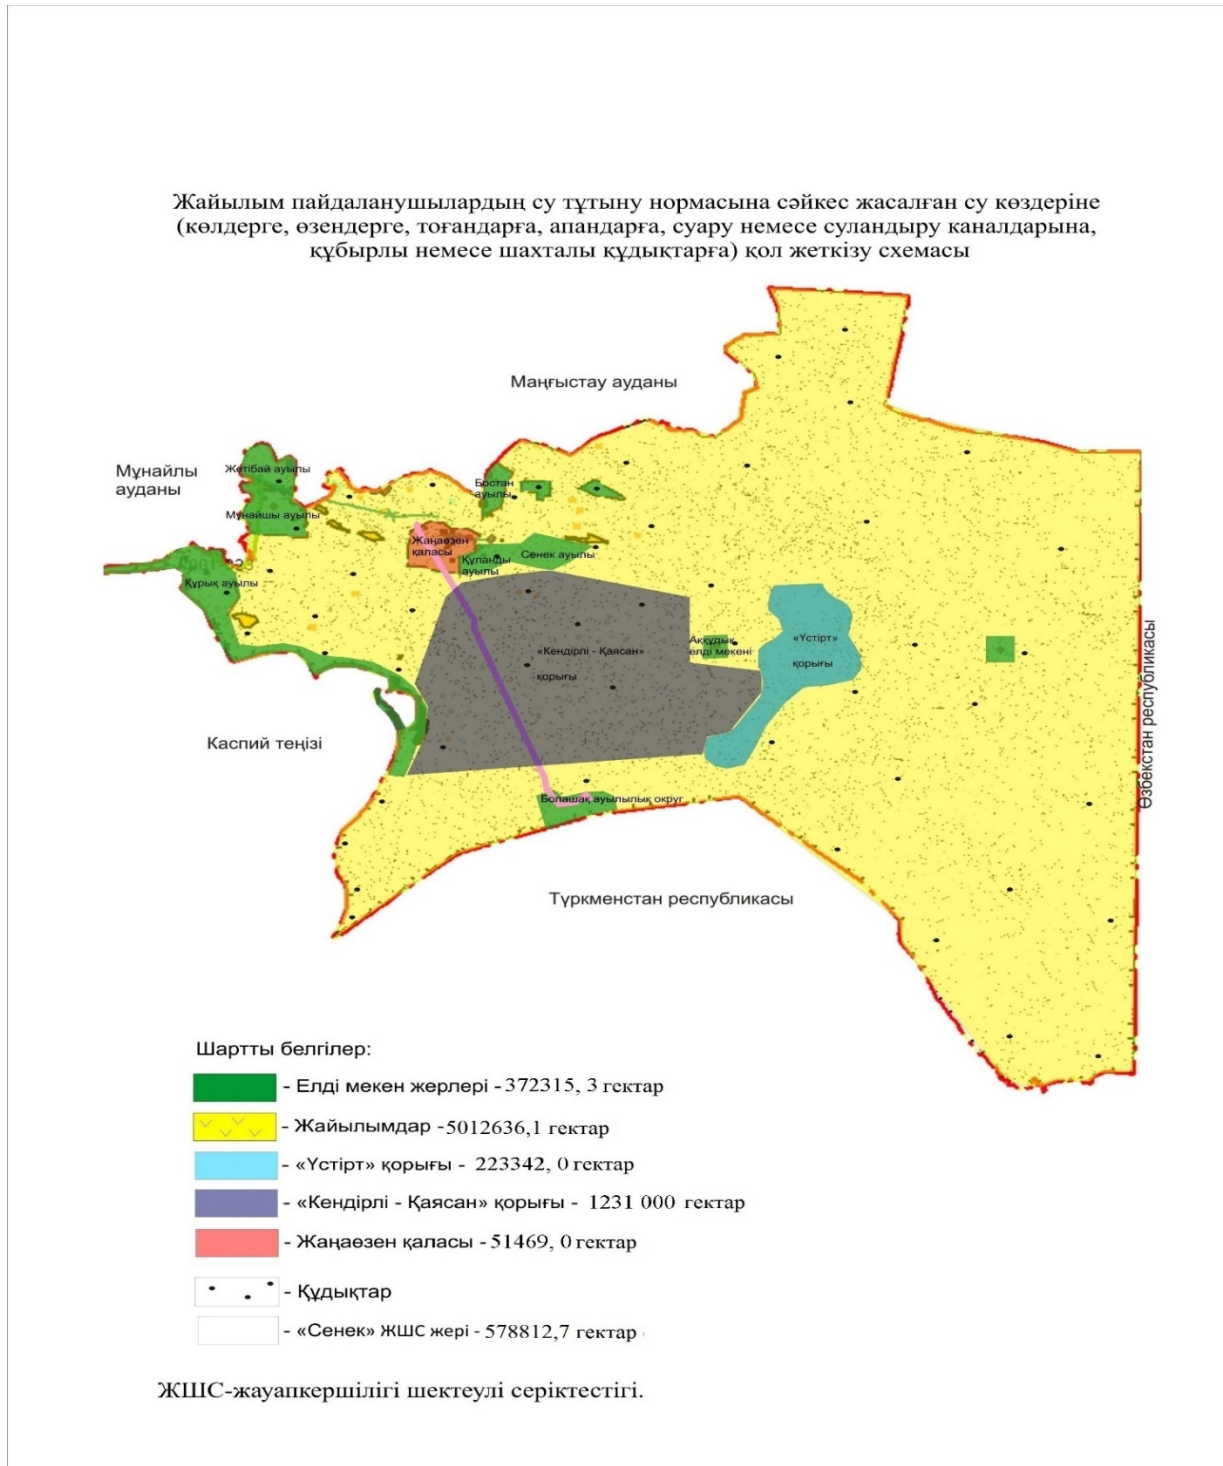 Жайылым пайдаланушылардың су тұтыну нормасына сәйкес жасалған су көздеріне
(көлдерге, өзендерге, тоғандарға, апандарға, суару немесе суландыру каналдарына,
құбырлы немесе шахталы құдықтарға) қол жеткізу схемасы
Маңғыстау ауданы
Мұнайлы
ауданы
Жетібай ауылы
Бостан
ауылы
Мұнайшы ауылы
Жаңаөзен
қаласы
Сенек ауылы
Құланды
ауылы
Құрық ауылы
Аққұдық
елді мекені
«Үстірт»
қорығы
«Кендірлі - Қаясан»
қорығы
Өзбекстан республикасы
Каспий теңізі
Болашақ ауылылық округ
Түркменстан республикасы
Шартты белгілер:
- Елді мекен жерлері - 372315, 3 гектар
- Жайылымдар -5012636,1 гектар
- «Үстірт» қорығы - 223342, 0 гектар
- «Кендірлі - Қаясан» қорығы - 1231 000 гектар
- Жаңаөзен қаласы - 51469, 0 гектар
- Құдықтар
- «Сенек» ЖШС жері - 578812,7 гектар
ЖШС-жауапкершілігі шектеулі серіктестігі.